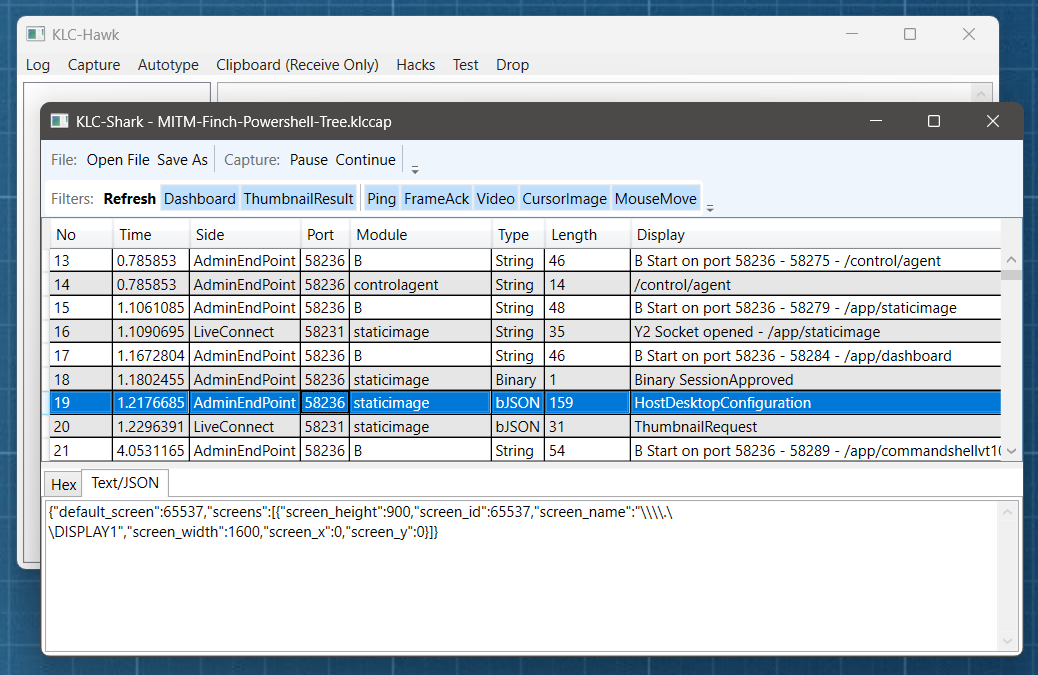 KLC-Hawk
Log Capture Autotype Clipboard (Receive Only) Hacks Test Drop
KLC-Shark - MITM-Finch-Powershell-Tree.klccap
File: Open File Save As Capture: Pause Continue
Filters: Refresh Dashboard ThumbnailResult Ping FrameAck Video CursorImage MouseMove
No Time Side Port Module Type Length Display
13 0.785853 AdminEndPoint 58236 B String 46 B Start on port 58236 - 58275 - /control/agent
14 0.785853 AdminEndPoint 58236 controlagent String 14 /control/agent
15 1.1061085 AdminEndPoint 58236 B String 48 B Start on port 58236 - 58279 - /app/staticimage
16 1.1090695 LiveConnect 58231 staticimage String 35 Y2 Socket opened - /app/staticimage
17 1.1672804 AdminEndPoint 58236 B String 46 B Start on port 58236 - 58284 - /app/dashboard
18 1.1802455 AdminEndPoint 58236 staticimage Binary 1 Binary SessionApproved
19 1.2176685 AdminEndPoint 58236 staticimage bJSON 159 HostDesktopConfiguration
20 1.2296391 LiveConnect 58231 staticimage bJSON 31 ThumbnailRequest
21 4.0531165 AdminEndPoint 58236 B String 54 B Start on port 58236 - 58289 - /app/commandshellvt10
Hex Text/JSON
{"default_screen":65537,"screens":[{"screen_height":900,"screen_id":65537,"screen_name":"\\\\.\
\DISPLAY1","screen_width":1600,"screen_x":0,"screen_y":0}]}